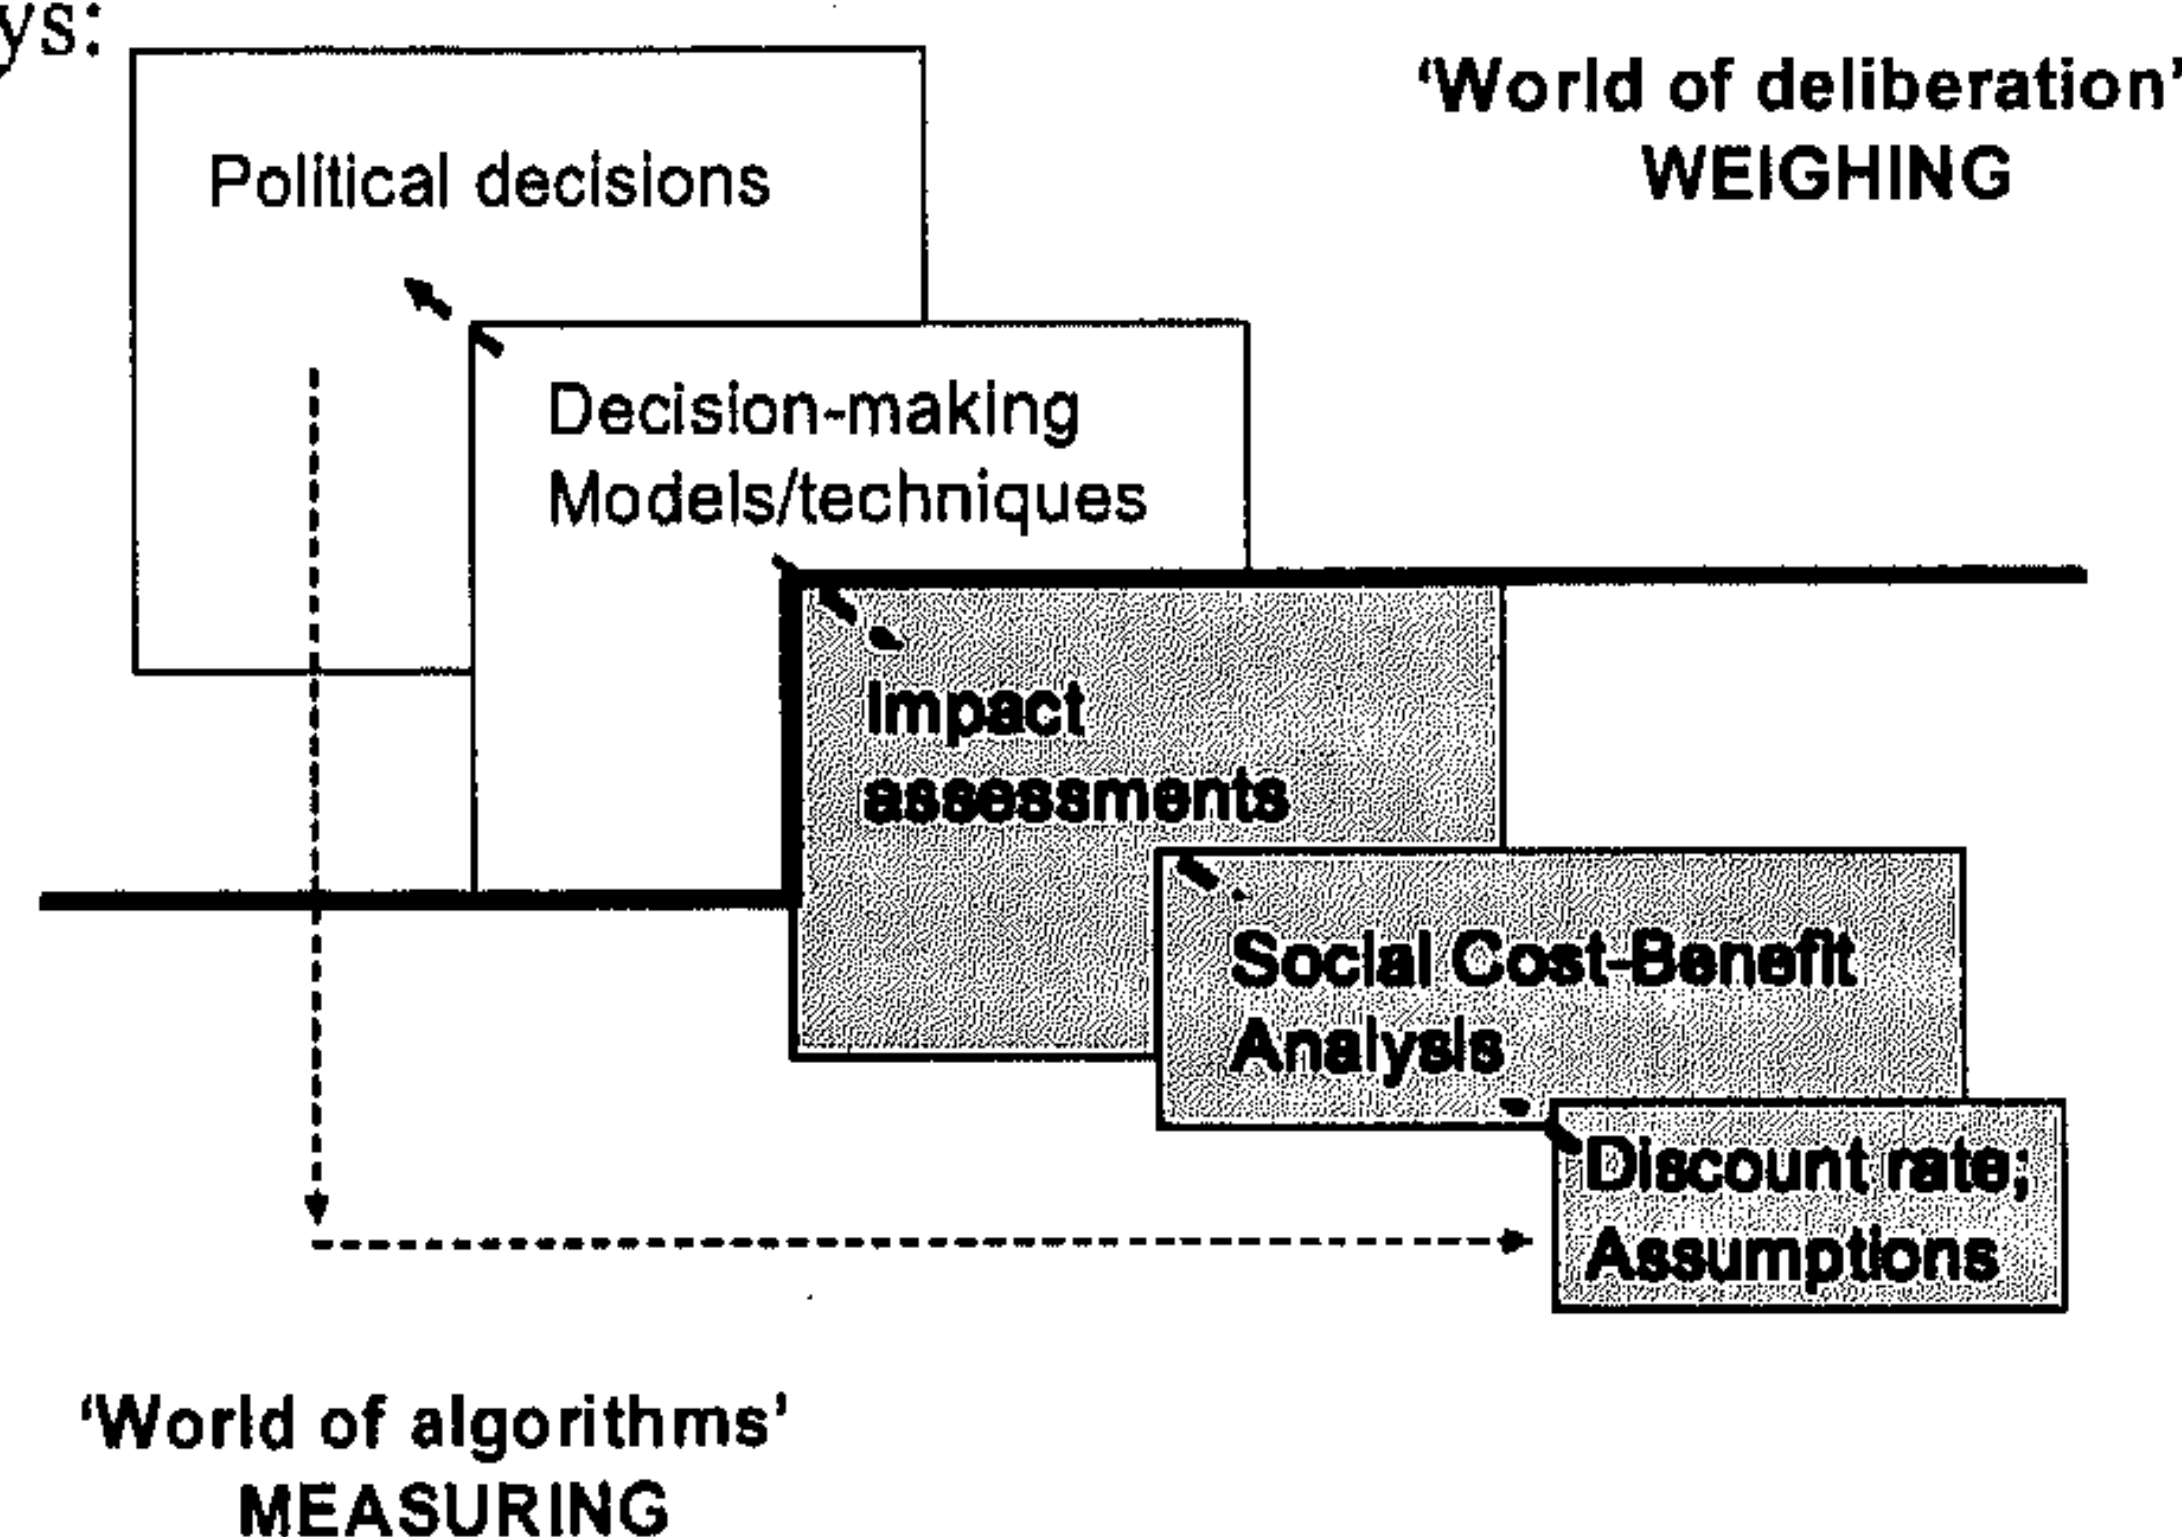 ys:
‘World of deliberation’
WEIGHING
Political decisions
Decision-making
Models/techniques
Impact
assessments
Social Cost-Benefit
Analysis
Discount rate;
Assumptions
‘World of algorithms’
MEASURING